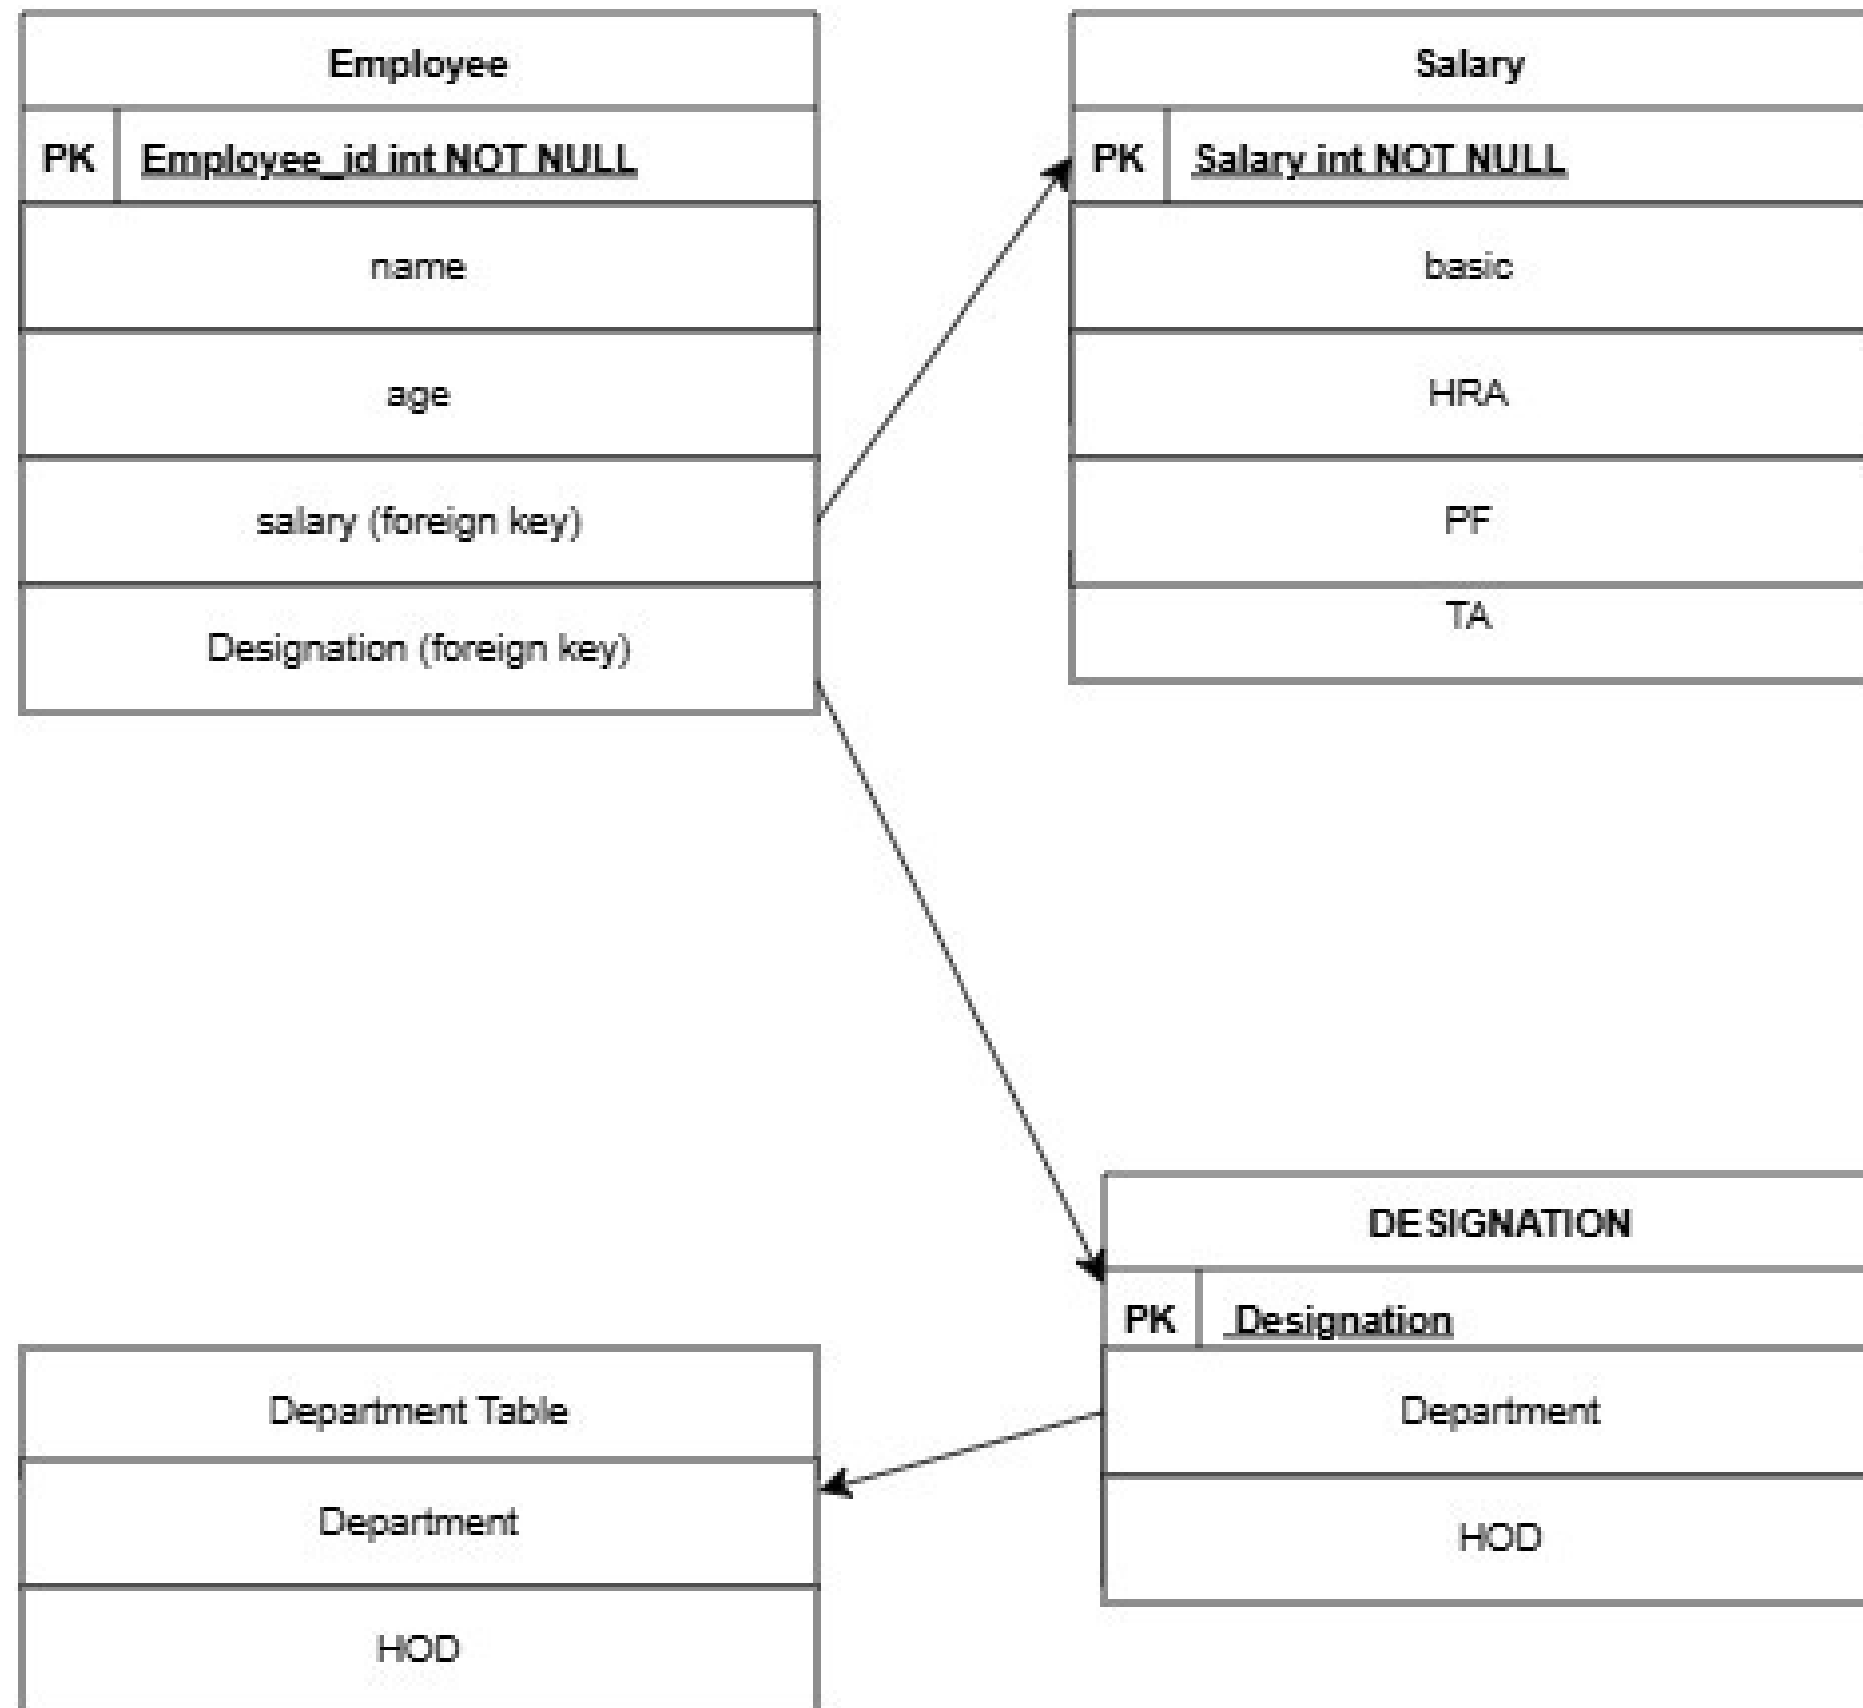 Employee
PK Employee_id int NOT NULL
name
age
salary (foreign key)
Designation (foreign key)
Salary
PK Salary int NOT NULL
basic
HRA
PF
TA
DESIGNATION
PK Designation
Department
HOD
Department Table
Department
HOD